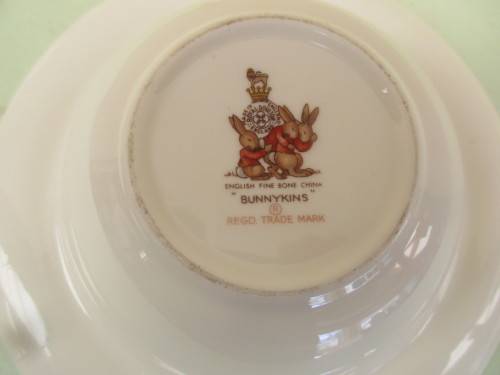 ENGLISH FINE BONE CHINA
"BUNNYKINS"
®
REGD. TRADE MARK